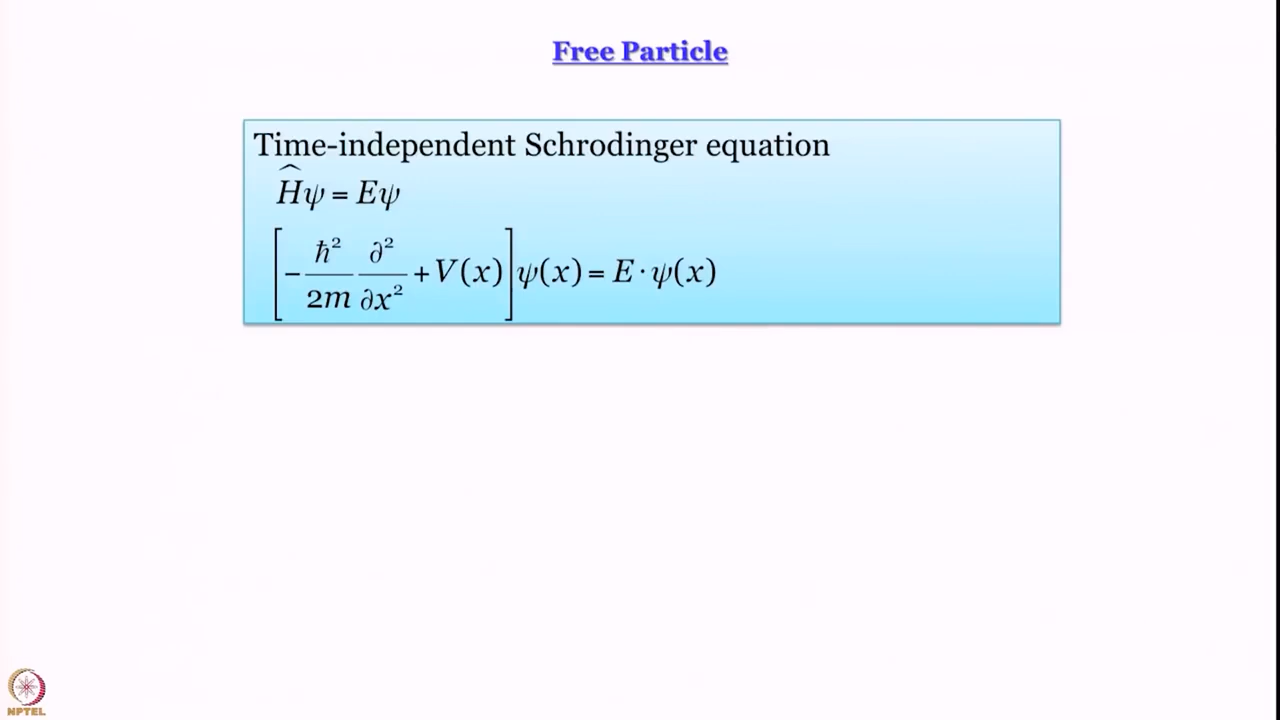 Free Particle
Time-independent Schrodinger equation
Ĥψ = Eψ
[−ħ²/2m ∂²/∂x² + V(x)]ψ(x) = E·ψ(x)
NPTEL